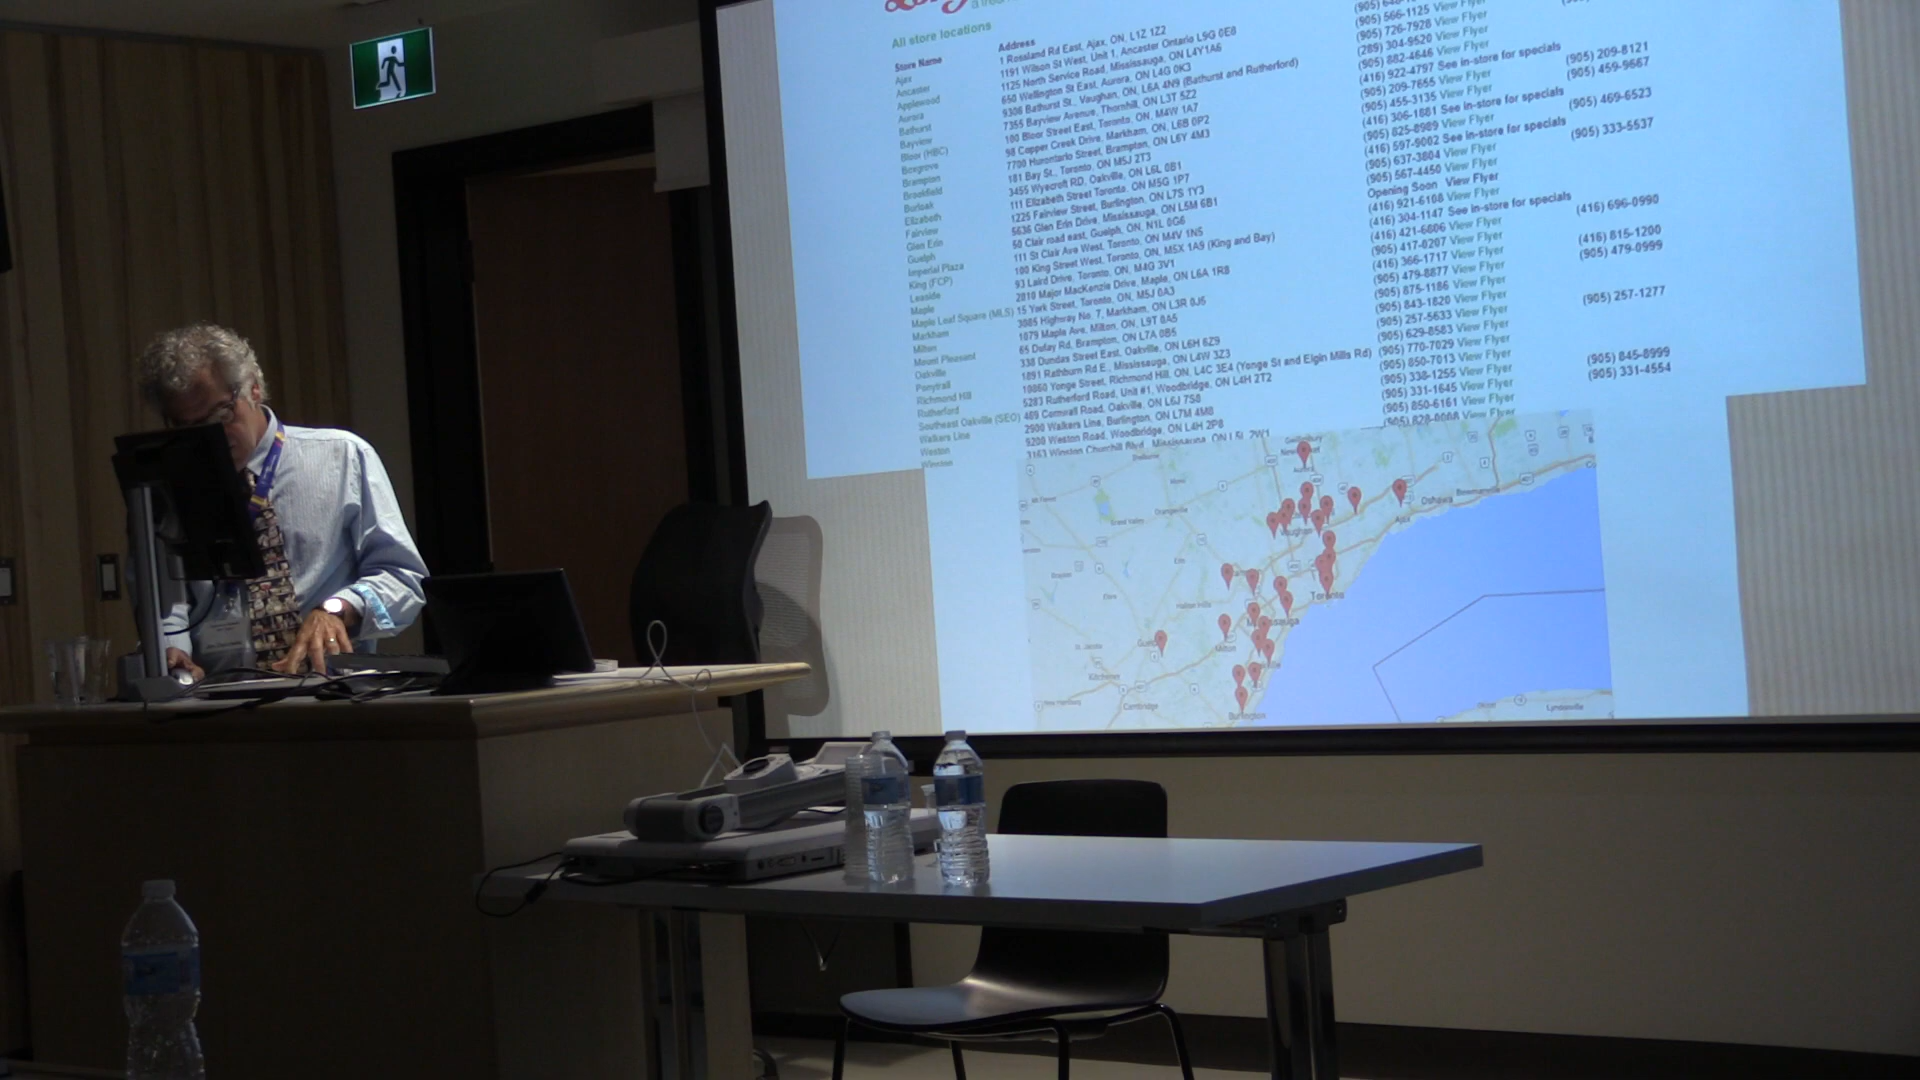 All store locations
Store Name Address
Ajax 1 Rossland Rd East, Ajax, ON, L1Z 1Z2
Ancaster 1191 Wilson St West, Unit 1, Ancaster Ontario L9G 0E8
Applewood 1125 North Service Road, Mississauga, ON L4Y1A6
Aurora 650 Wellington St East, Aurora, ON L4G 0K3
Bathurst 9306 Bathurst St., Vaughan, ON, L6A 4N9 (Bathurst and Rutherford)
Bayview 7355 Bayview Avenue, Thornhill, ON L3T 5Z2
Bloor (HBC) 100 Bloor Street East, Toronto, ON, M4W 1A7
Boxgrove 98 Copper Creek Drive, Markham, ON, L6B 0P2
Brampton 7700 Hurontario Street, Brampton, ON, L6Y 4M3
Brookfield 181 Bay St., Toronto, ON M5J 2T3
Burloak 3455 Wyecroft RD, Oakville, ON L6L 0B1
Elizabeth 111 Elizabeth Street Toronto, ON M5G 1P7
Fairview 1225 Fairview Street, Burlington, ON L7S 1Y3
Glen Erin 5636 Glen Erin Drive, Mississauga, ON L5M 6B1
Guelph 50 Clair road east, Guelph, ON, N1L 0G6
Imperial Plaza 111 St Clair Ave West, Toronto, ON M4V 1N5
King (FCP) 100 King Street West, Toronto, ON, M5X 1A9 (King and Bay)
Leaside 93 Laird Drive, Toronto, ON, M4G 3V1
Maple 2810 Major MacKenzie Drive, Maple, ON, L6A 1R8
Maple Leaf Square (MLS) 15 York Street, Toronto, ON, M5J 0A3
Markham 3085 Highway No. 7, Markham, ON, L3R 0J5
Milton 1079 Maple Ave, Milton, ON, L9T 0A5
Mount Pleasant 65 Dufay Rd, Brampton, ON, L7A 0B5
Oakville 338 Dundas Street East, Oakville, ON, L6H 6Z9
Ponytrail 1891 Rathburn Rd E., Mississauga, ON, L4W 3Z3
Richmond Hill 10860 Yonge Street, Richmond Hill, ON, L4C 3E4 (Yonge St and Elgin Mills Rd)
Rutherford 5283 Rutherford Road, Unit #1, Woodbridge, ON, L4H 2T2
Southeast Oakville (SEO) 469 Cornwall Road, Oakville, ON, L6J 7S8
Walkers Line 2900 Walkers Line, Burlington, ON, L7M 4M8
Weston 9200 Weston Road, Woodbridge, ON, L4H 2P8
Winston 3163 Winston Churchill Blvd., Mississauga, ON, L5L 2W1
(905) 566-1125 View Flyer
(905) 726-7928 View Flyer
(289) 304-9520 View Flyer
(905) 882-4646 View Flyer
(416) 922-4797 See in-store for specials
(905) 209-7655 View Flyer (905) 209-8121
(905) 455-3135 View Flyer (905) 459-9667
(416) 306-1881 See in-store for specials
(905) 825-8989 View Flyer (905) 469-6523
(416) 597-9002 See in-store for specials
(905) 637-3804 View Flyer (905) 333-5537
(905) 567-4450 View Flyer
Opening Soon View Flyer
(416) 921-6108 View Flyer
(416) 304-1147 See in-store for specials
(416) 421-6806 View Flyer (416) 696-0990
(905) 417-0207 View Flyer
(416) 366-1717 View Flyer (416) 815-1200
(905) 479-8877 View Flyer (905) 479-0999
(905) 875-1186 View Flyer
(905) 843-1820 View Flyer
(905) 257-5633 View Flyer (905) 257-1277
(905) 629-8583 View Flyer
(905) 770-7029 View Flyer
(905) 850-7013 View Flyer
(905) 338-1255 View Flyer (905) 845-8999
(905) 331-1645 View Flyer (905) 331-4554
(905) 850-6161 View Flyer
(905) 828-0008 View Flyer
Aurora
Orangeville
Vaughan
Ajax
Oshawa
Bowmanville
Toronto
Halton Hills
Mississauga
Guelph
Milton
Kitchener
Cambridge
Burlington